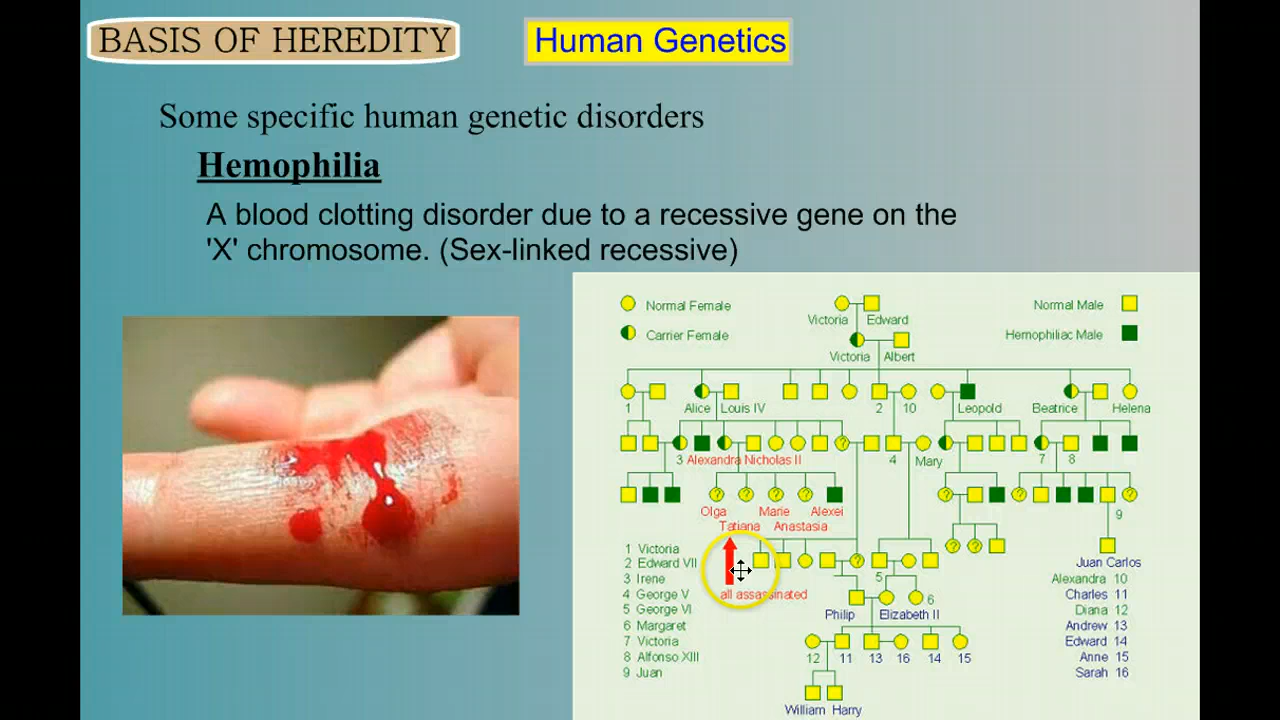 BASIS OF HEREDITY
Human Genetics
Some specific human genetic disorders
Hemophilia
A blood clotting disorder due to a recessive gene on the
'X' chromosome. (Sex-linked recessive)
Normal Female
Normal Male
Victoria Edward
Carrier Female
Hemophiliac Male
Victoria Albert
1 Alice Louis IV 2 10 Leopold Beatrice Helena
?
3 Alexandra Nicholas II 4 Mary 7 8
? ? ? ? ? ? ?
Olga Marie Alexei 9
Tatiana Anastasia
? ?
?
1 Victoria
2 Edward VII
3 Irene
4 George V
5 George VI
6 Margaret
7 Victoria
8 Alfonso XIII
9 Juan
all assassinated
5
6
Philip Elizabeth II
12 11 13 16 14 15
William Harry
Juan Carlos
Alexandra 10
Charles 11
Diana 12
Andrew 13
Edward 14
Anne 15
Sarah 16